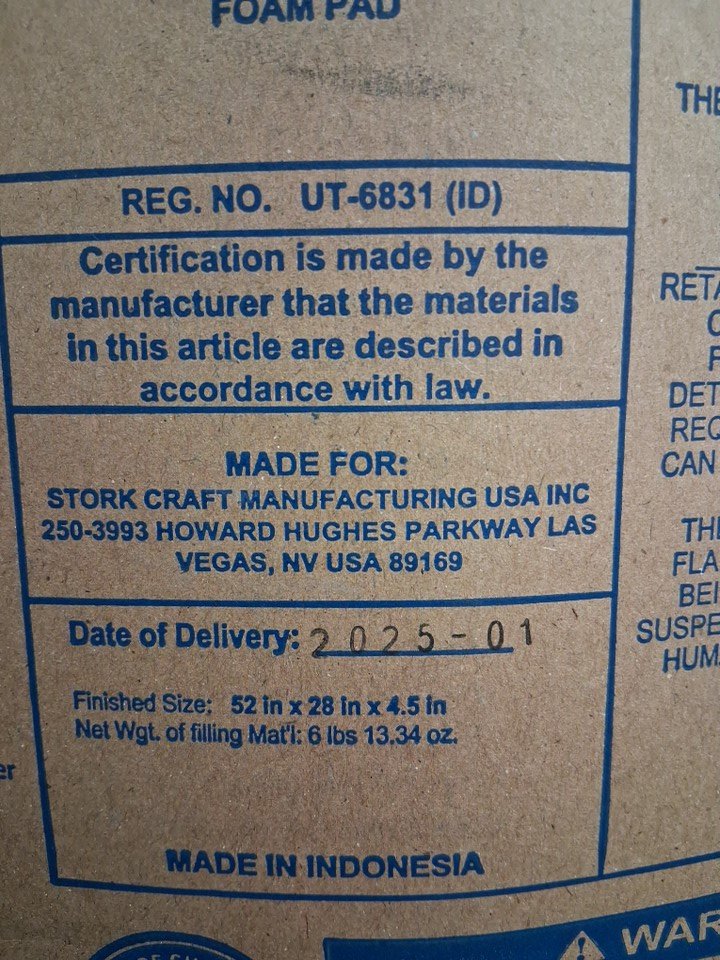 FOAM PAD
REG. NO. UT-6831 (ID)
Certification is made by the
manufacturer that the materials
in this article are described in
accordance with law.
MADE FOR:
STORK CRAFT MANUFACTURING USA INC
250-3993 HOWARD HUGHES PARKWAY LAS
VEGAS, NV USA 89169
Date of Delivery: 2025-01
Finished Size: 52 in x 28 in x 4.5 in
Net Wgt. of filling Mat'l: 6 lbs 13.34 oz.
MADE IN INDONESIA
THE
RETA
DET
REQ
CAN
FLA
BEI
SUSPE
HUM
WAR